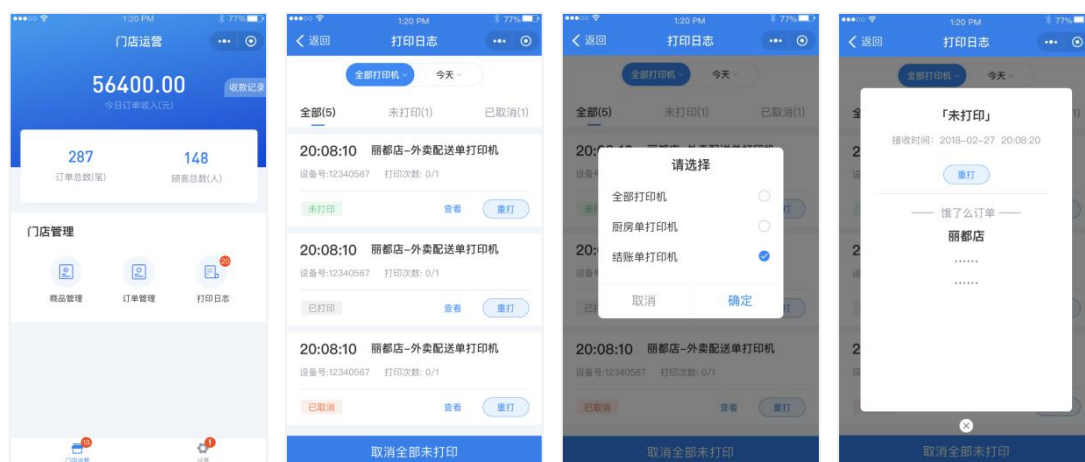 1:20 PM 77%
门店运营
56400.00
收款记录
今日订单收入(元)
287 148
订单总数(笔) 顾客总数(人)
门店管理
20
商品管理 订单管理 打印日志
18
门店运营
1:20 PM 77%
返回 打印日志
全部打印机 今天
全部(5) 未打印(1) 已取消(1)
20:08:10 丽都店-外卖配送单打印机
设备号:12340567 打印次数: 0/1
未打印 查看 重打
20:08:10 丽都店-外卖配送单打印机
设备号:12340567 打印次数: 0/1
已打印 查看 重打
20:08:10 丽都店-外卖配送单打印机
设备号:12340567 打印次数: 0/1
已取消 查看 重打
取消全部未打印
1:20 PM 77%
返回 打印日志
全部打印机 今天
全部(5) 未打印(1) 已取消(1)
请选择
全部打印机
厨房单打印机
结账单打印机
取消 确定
20:08:10 丽都店-外卖配送单打印机
设备号:12340567 打印次数: 0/1
已取消 查看 重打
取消全部未打印
1:20 PM 77%
返回 打印日志
全部打印机 今天
「未打印」
接收时间: 2018-02-27 20:08:20
重打
饿了么订单
丽都店
······
······
取消全部未打印